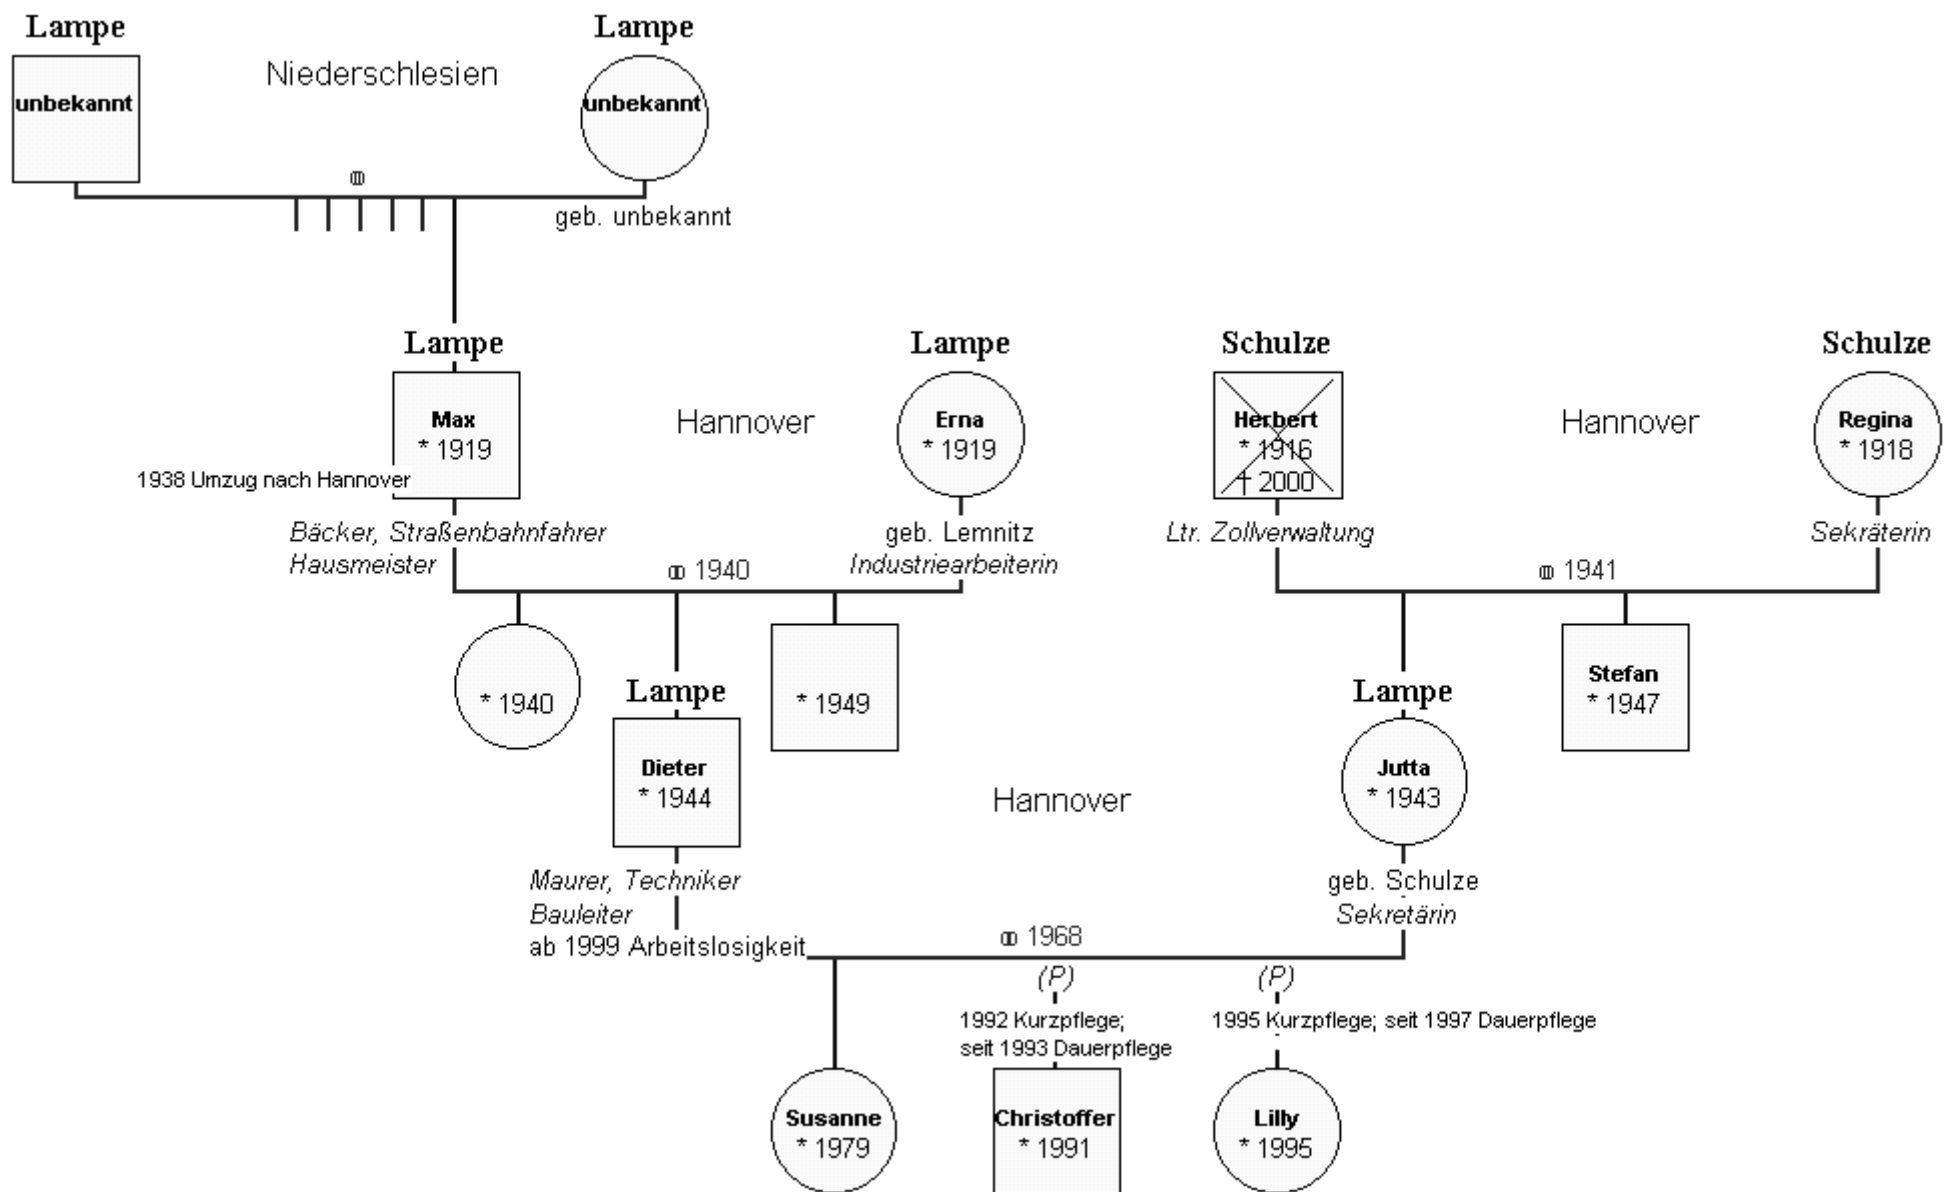 Lampe
Lampe
Niederschlesien
unbekannt
unbekannt
⚭
geb. unbekannt
Lampe
Lampe
Schulze
Schulze
Max
* 1919
Hannover
Erna
* 1919
Herbert
* 1916
† 2000
Hannover
Regina
* 1918
1938 Umzug nach Hannover
Bäcker, Straßenbahnfahrer
Hausmeister
geb. Lemnitz
Industriearbeiterin
Ltr. Zollverwaltung
Sekräterin
⚭ 1940
⚭ 1941
* 1940
Lampe
* 1949
Lampe
Stefan
* 1947
Dieter
* 1944
Hannover
Jutta
* 1943
Maurer, Techniker
Bauleiter
ab 1999 Arbeitslosigkeit
geb. Schulze
Sekretärin
⚭ 1968
(P)
(P)
1992 Kurzpflege;
seit 1993 Dauerpflege
1995 Kurzpflege; seit 1997 Dauerpflege
Susanne
* 1979
Christoffer
* 1991
Lilly
* 1995